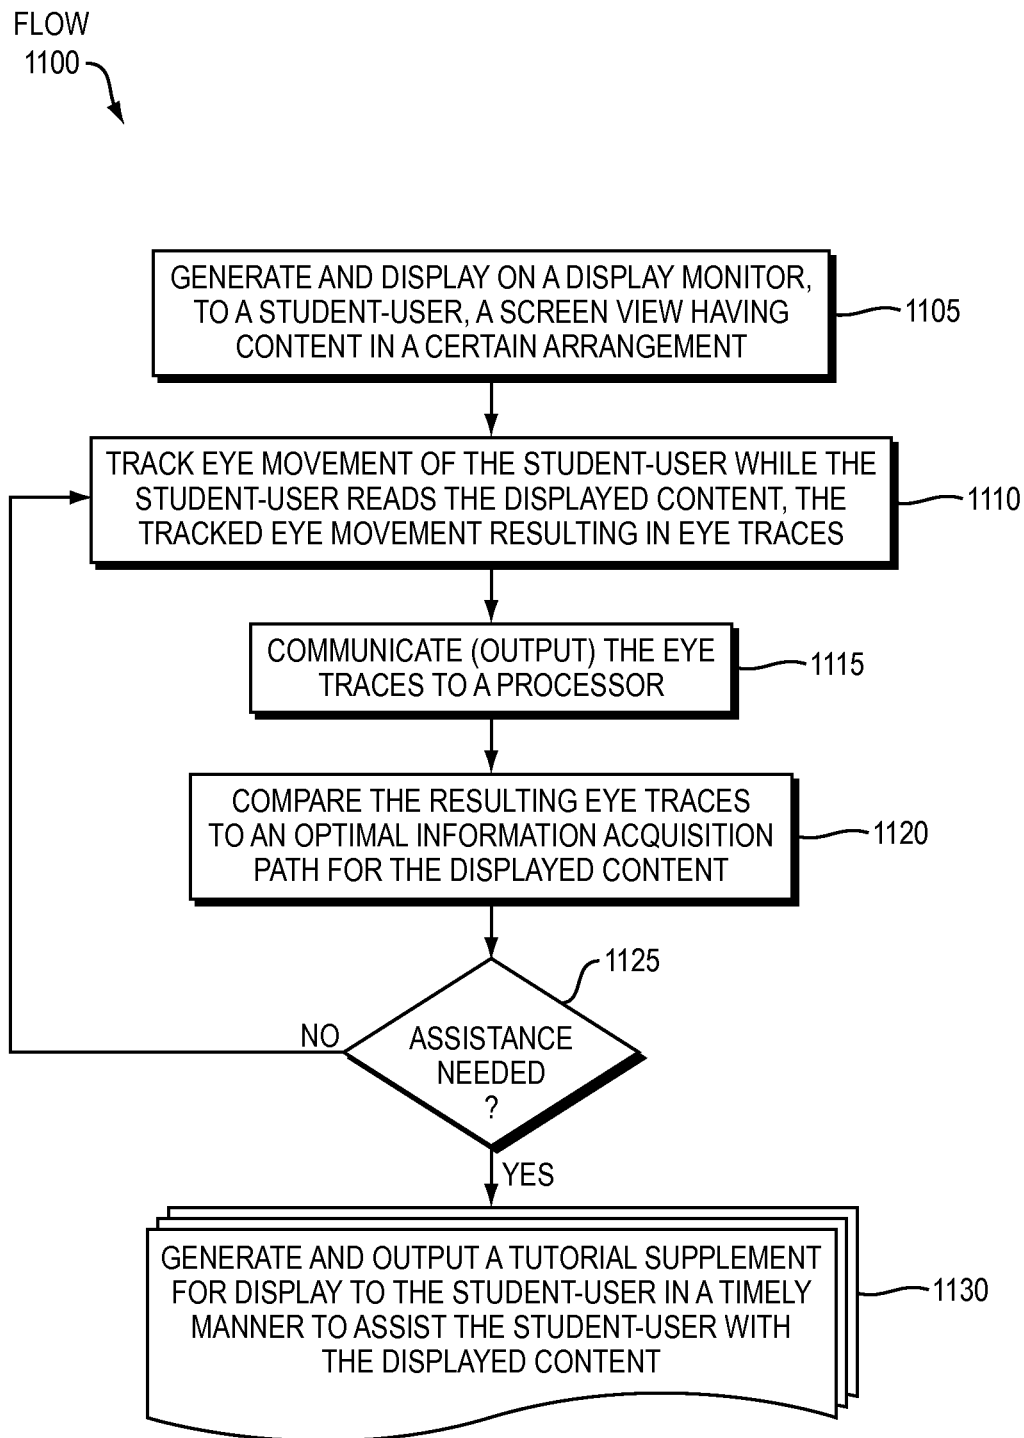 FLOW
1100
GENERATE AND DISPLAY ON A DISPLAY MONITOR,
TO A STUDENT-USER, A SCREEN VIEW HAVING
CONTENT IN A CERTAIN ARRANGEMENT
1105
TRACK EYE MOVEMENT OF THE STUDENT-USER WHILE THE
STUDENT-USER READS THE DISPLAYED CONTENT, THE
TRACKED EYE MOVEMENT RESULTING IN EYE TRACES
1110
COMMUNICATE (OUTPUT) THE EYE
TRACES TO A PROCESSOR
1115
COMPARE THE RESULTING EYE TRACES
TO AN OPTIMAL INFORMATION ACQUISITION
PATH FOR THE DISPLAYED CONTENT
1120
1125
NO
ASSISTANCE
NEEDED
?
YES
GENERATE AND OUTPUT A TUTORIAL SUPPLEMENT
FOR DISPLAY TO THE STUDENT-USER IN A TIMELY
MANNER TO ASSIST THE STUDENT-USER WITH
THE DISPLAYED CONTENT
1130